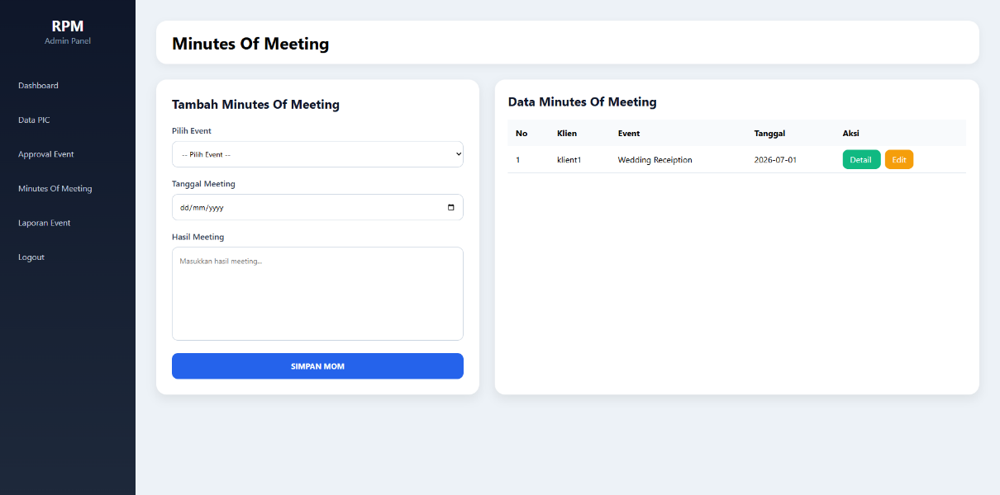 RPM
Admin Panel
Dashboard
Data PIC
Approval Event
Minutes Of Meeting
Laporan Event
Logout
Minutes Of Meeting
Tambah Minutes Of Meeting
Pilih Event
-- Pilih Event --
Tanggal Meeting
dd/mm/yyyy
Hasil Meeting
Masukkan hasil meeting...
SIMPAN MOM
Data Minutes Of Meeting
No Klien Event Tanggal Aksi
1 klient1 Wedding Receiption 2026-07-01 Detail Edit